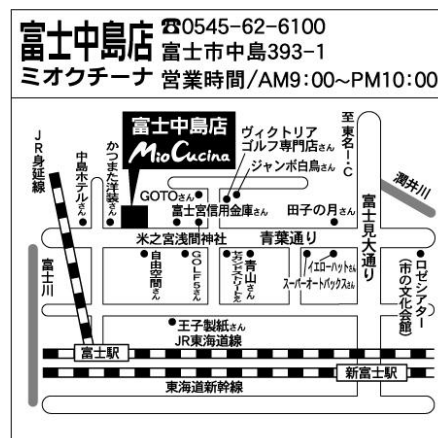 富士中島店
ミオクチーナ
☎0545-62-6100
富士市中島393-1
営業時間/AM9:00~PM10:00
JR身延線
中島ホテルさん
かつまた洋装さん
富士中島店
MioCucina
ヴィクトリア
ゴルフ専門店さん
ジャンボ白鳥さん
至東名I・C
潤井川
GOTOさん
富士宮信用金庫さん
田子の月さん
富士見大通り
米之宮浅間神社
青葉通り
富士川
自由空間さん
GOLF5さん
青山さん
イエローハットさん
スーパーオートバックスさん
ロゼシアター
(市の文化会館)
王子製紙さん
JR東海道線
富士駅
新富士駅
東海道新幹線